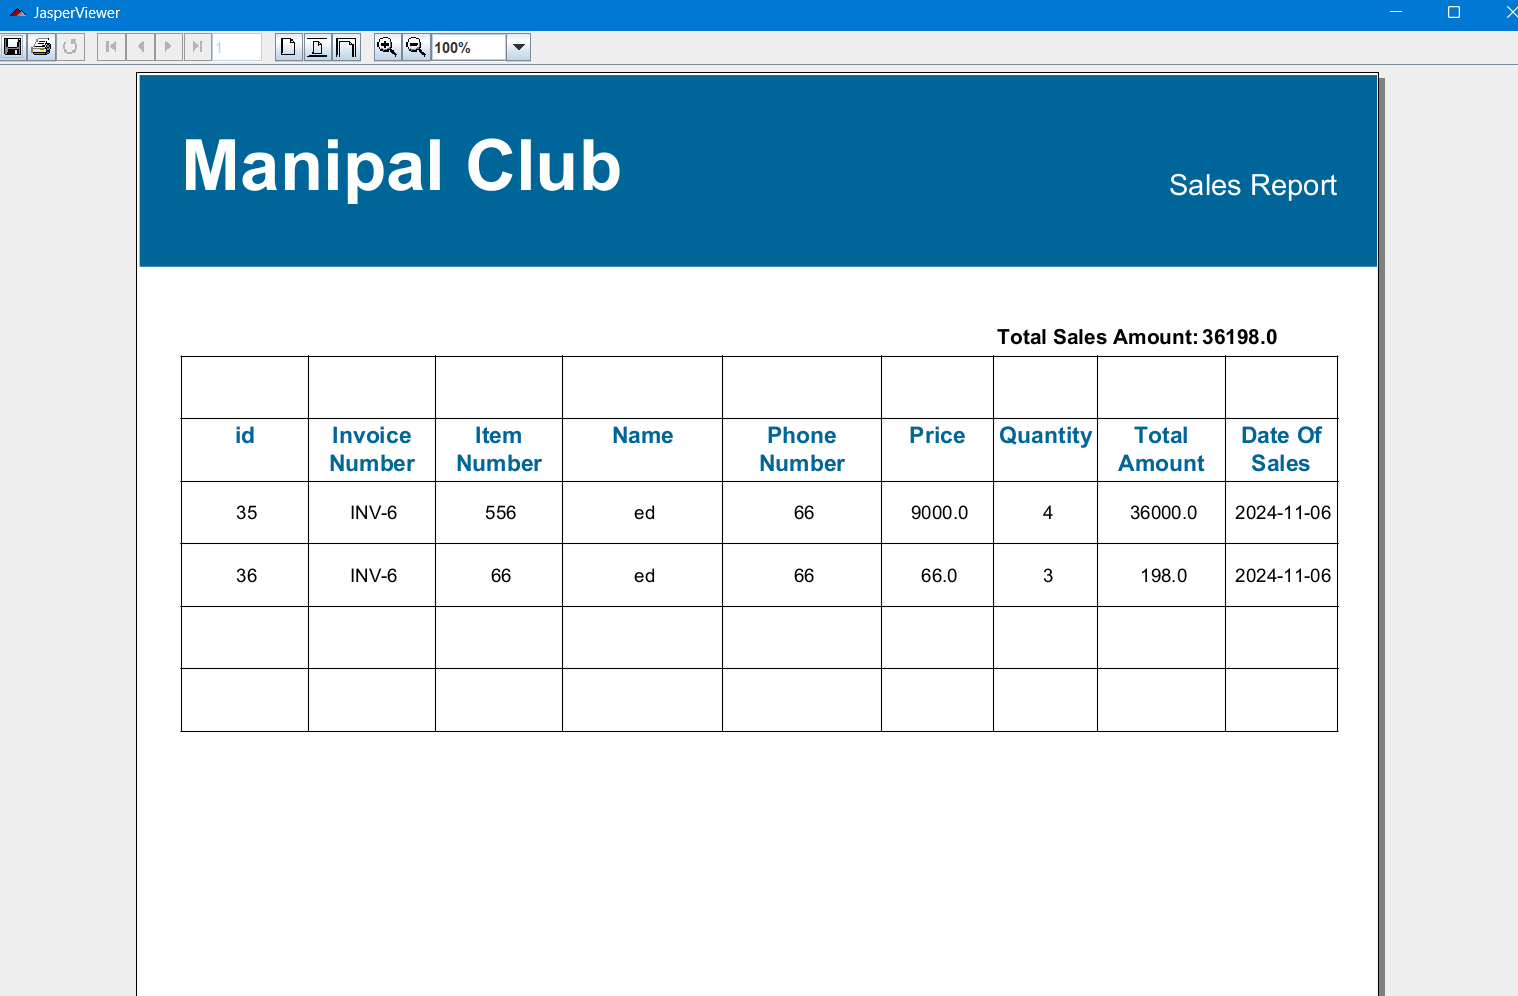 JasperViewer
1
100%
Manipal Club
Sales Report
Total Sales Amount: 36198.0
id Invoice Number Item Number Name Phone Number Price Quantity Total Amount Date Of Sales
35 INV-6 556 ed 66 9000.0 4 36000.0 2024-11-06
36 INV-6 66 ed 66 66.0 3 198.0 2024-11-06